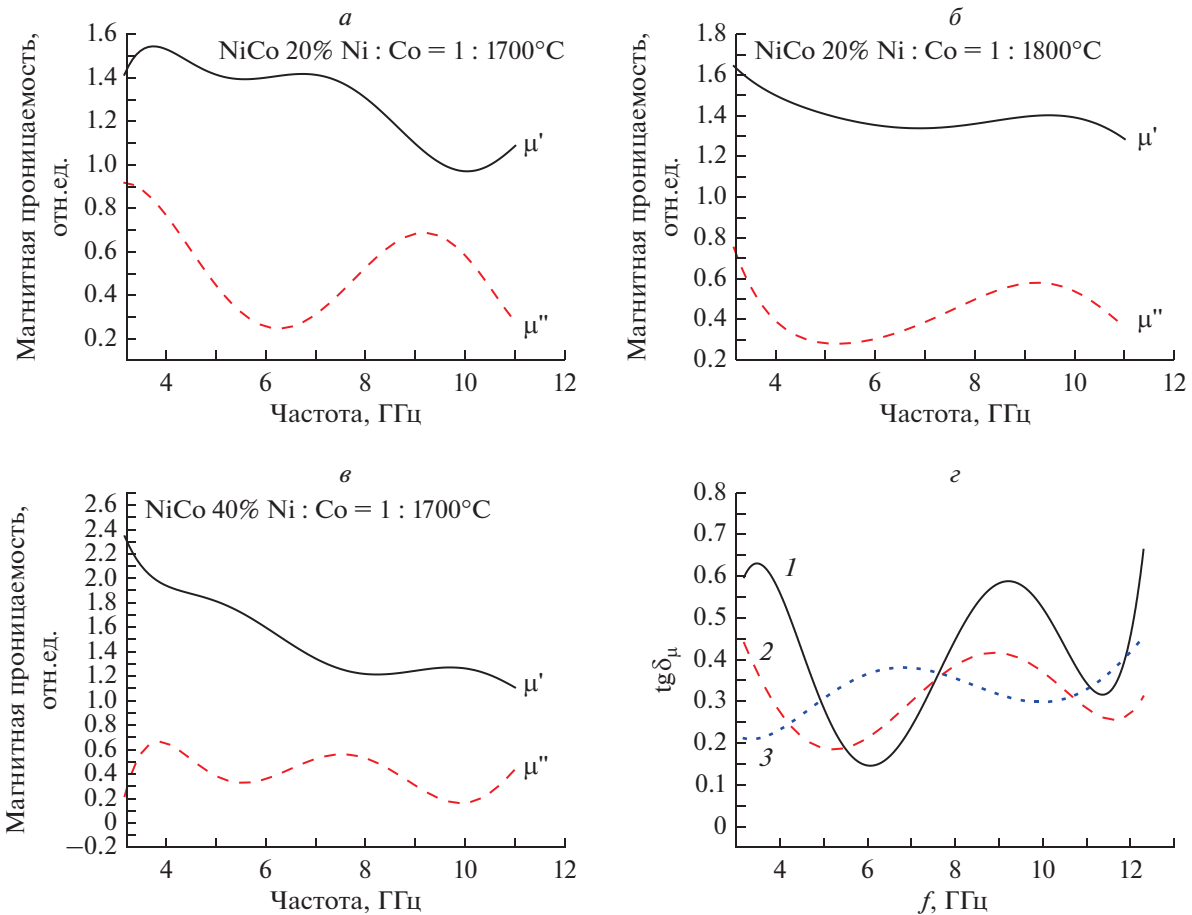 а
NiCo 20% Ni : Co = 1 : 1700°C
Магнитная проницаемость,
отн.ед.
1.6
1.4
1.2
1.0
0.8
0.6
0.4
0.2
μ'
μ''
4 6 8 10 12
Частота, ГГц
б
NiCo 20% Ni : Co = 1 : 1800°C
Магнитная проницаемость,
отн.ед.
1.8
1.6
1.4
1.2
1.0
0.8
0.6
0.4
0.2
μ'
μ''
4 6 8 10 12
Частота, ГГц
в
NiCo 40% Ni : Co = 1 : 1700°C
Магнитная проницаемость,
отн.ед.
2.6
2.4
2.2
2.0
1.8
1.6
1.4
1.2
1.0
0.8
0.6
0.4
0.2
0
−0.2
μ'
μ''
4 6 8 10 12
Частота, ГГц
г
tgδμ
0.8
0.7
0.6
0.5
0.4
0.3
0.2
0.1
0
1
2
3
4 6 8 10 12
f, ГГц